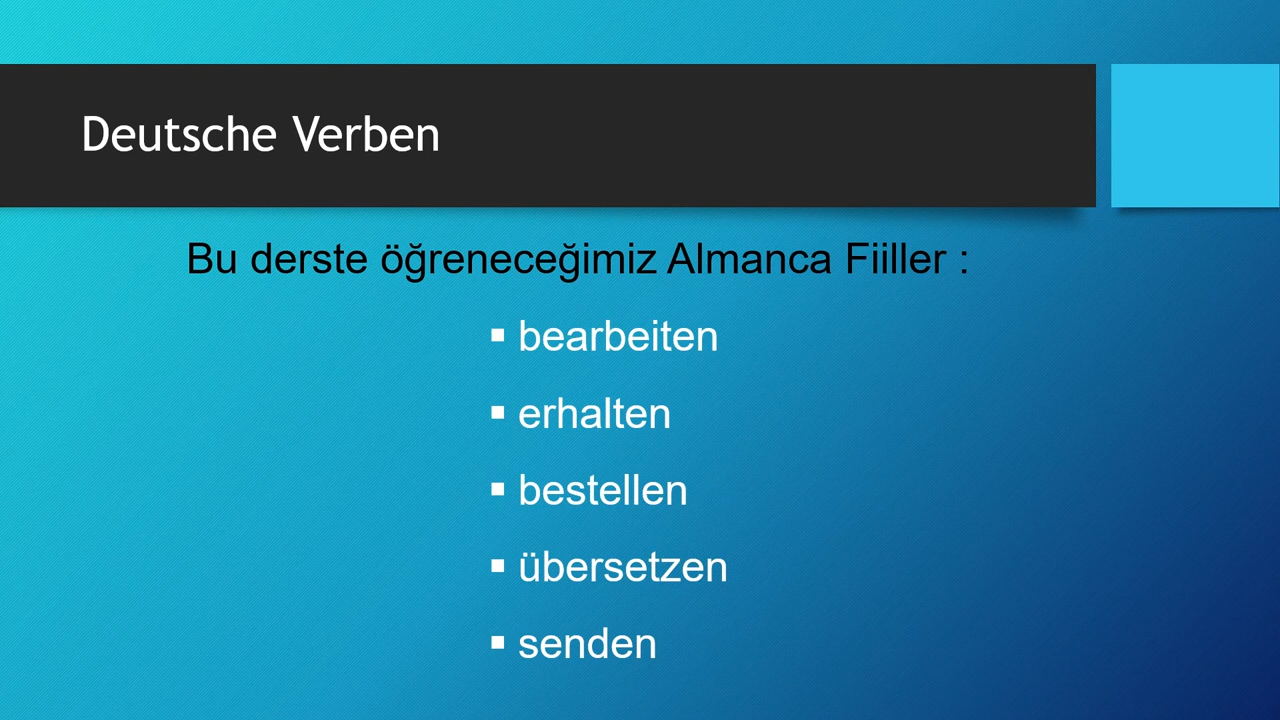 Deutsche Verben
Bu derste öğreneceğimiz Almanca Fiiller :
▪ bearbeiten
▪ erhalten
▪ bestellen
▪ übersetzen
▪ senden